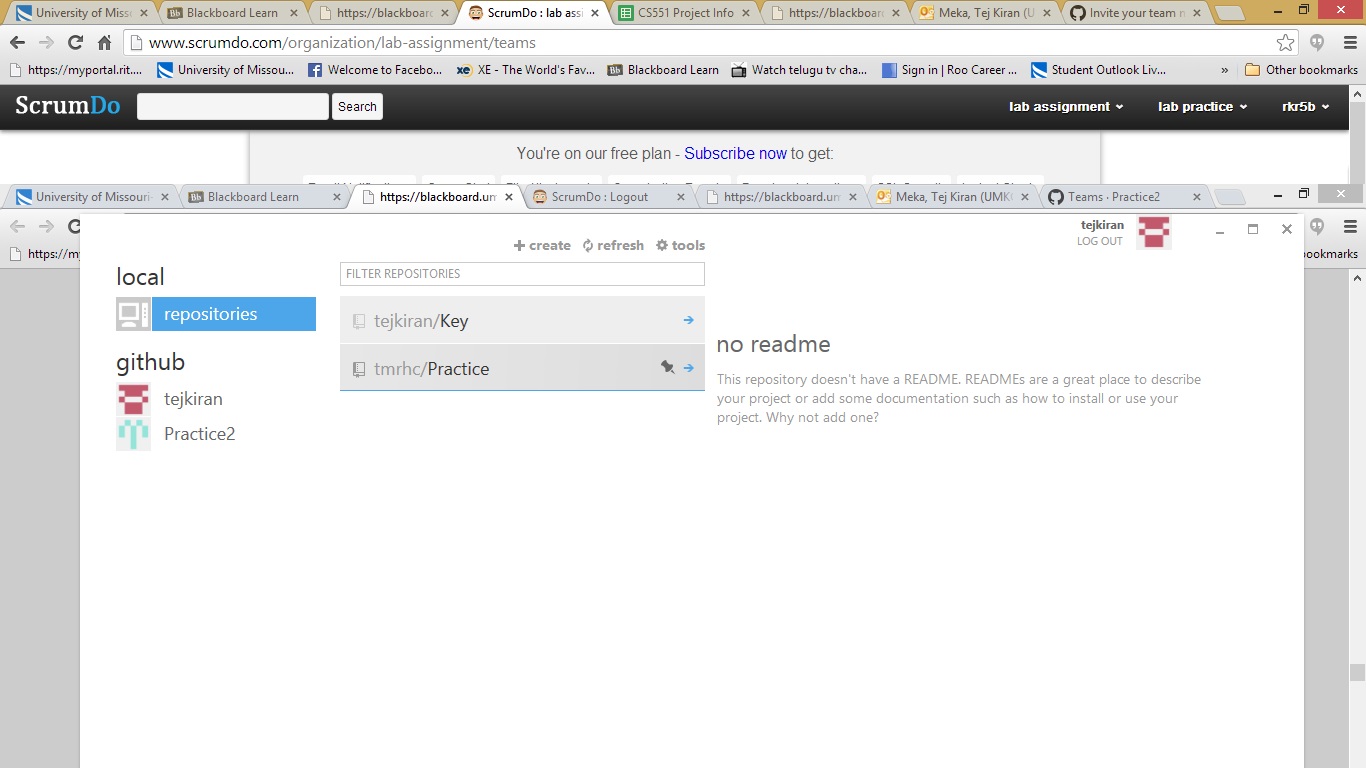 University of Miss
Blackboard Learn
https://blackboard
ScrumDo : lab assi
CS551 Project Info
https://blackboard
Meka, Tej Kiran (U
Invite your team n
www.scrumdo.com/organization/lab-assignment/teams
https://myportal.rit....
University of Missou...
Welcome to Facebo...
XE - The World's Fav...
Blackboard Learn
Watch telugu tv cha...
Sign in | Roo Career ...
Student Outlook Liv...
»
Other bookmarks
ScrumDo
Search
lab assignment
lab practice
rkr5b
You're on our free plan - Subscribe now to get:
University of Missouri-
Blackboard Learn
https://blackboard.um
ScrumDo : Logout
https://blackboard.um
Meka, Tej Kiran (UMK
Teams · Practice2
https://my
bookmarks
tejkiran
LOG OUT
create
refresh
tools
local
FILTER REPOSITORIES
repositories
tejkiran/Key
github
tmrhc/Practice
tejkiran
Practice2
no readme
This repository doesn't have a README. READMEs are a great place to describe
your project or add some documentation such as how to install or use your
project. Why not add one?